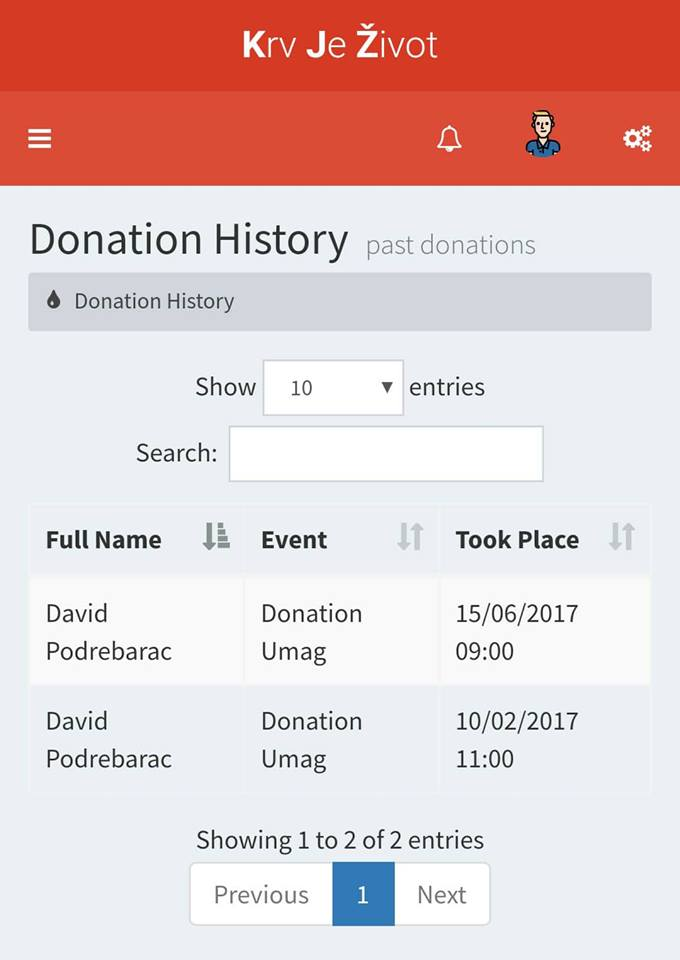 Krv Je Život
Donation History past donations
Donation History
Show 10 entries
Search:
Full Name Event Took Place
David Donation 15/06/2017
Podrebarac Umag 09:00
David Donation 10/02/2017
Podrebarac Umag 11:00
Showing 1 to 2 of 2 entries
Previous 1 Next